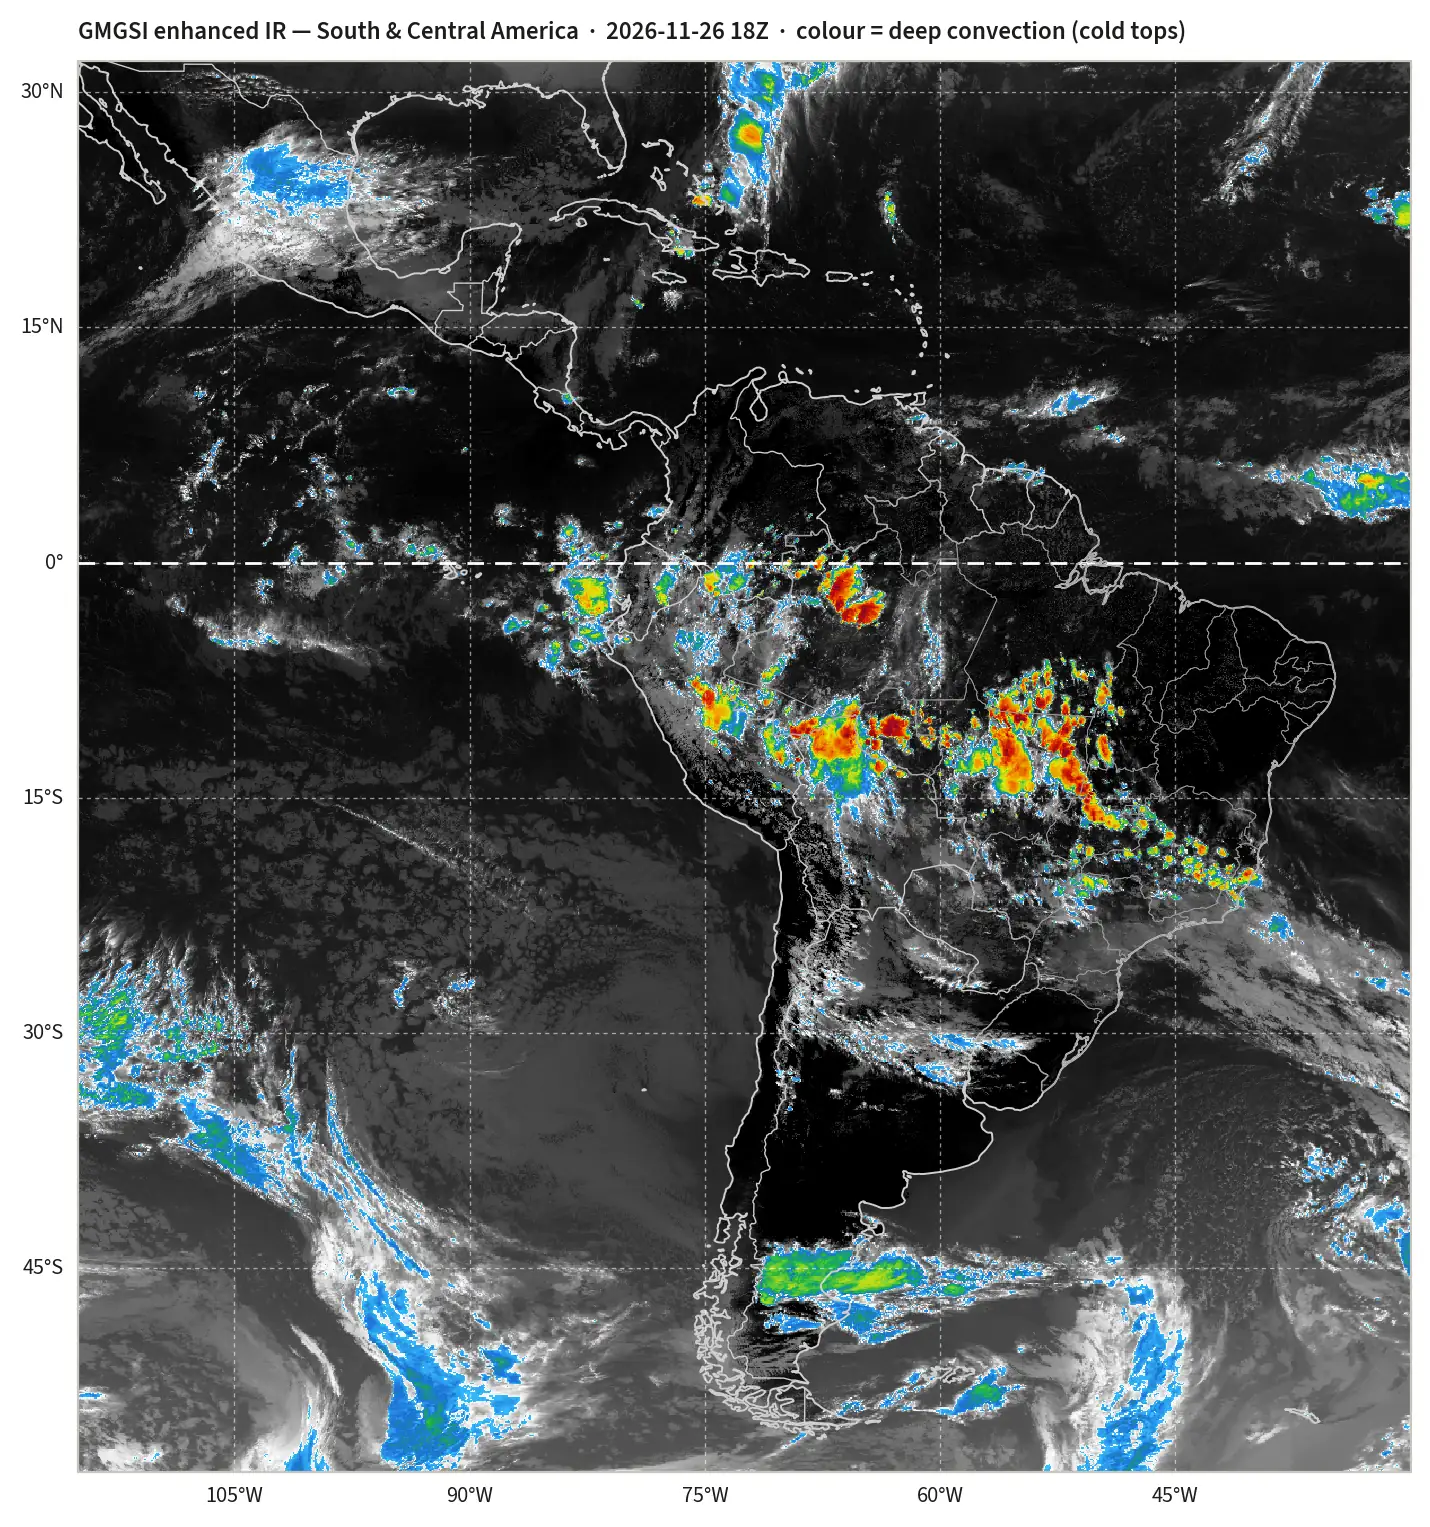 GMGSI enhanced IR — South & Central America · 2026-11-26 18Z · colour = deep convection (cold tops)
30°N
15°N
0°
15°S
30°S
45°S
105°W 90°W 75°W 60°W 45°W